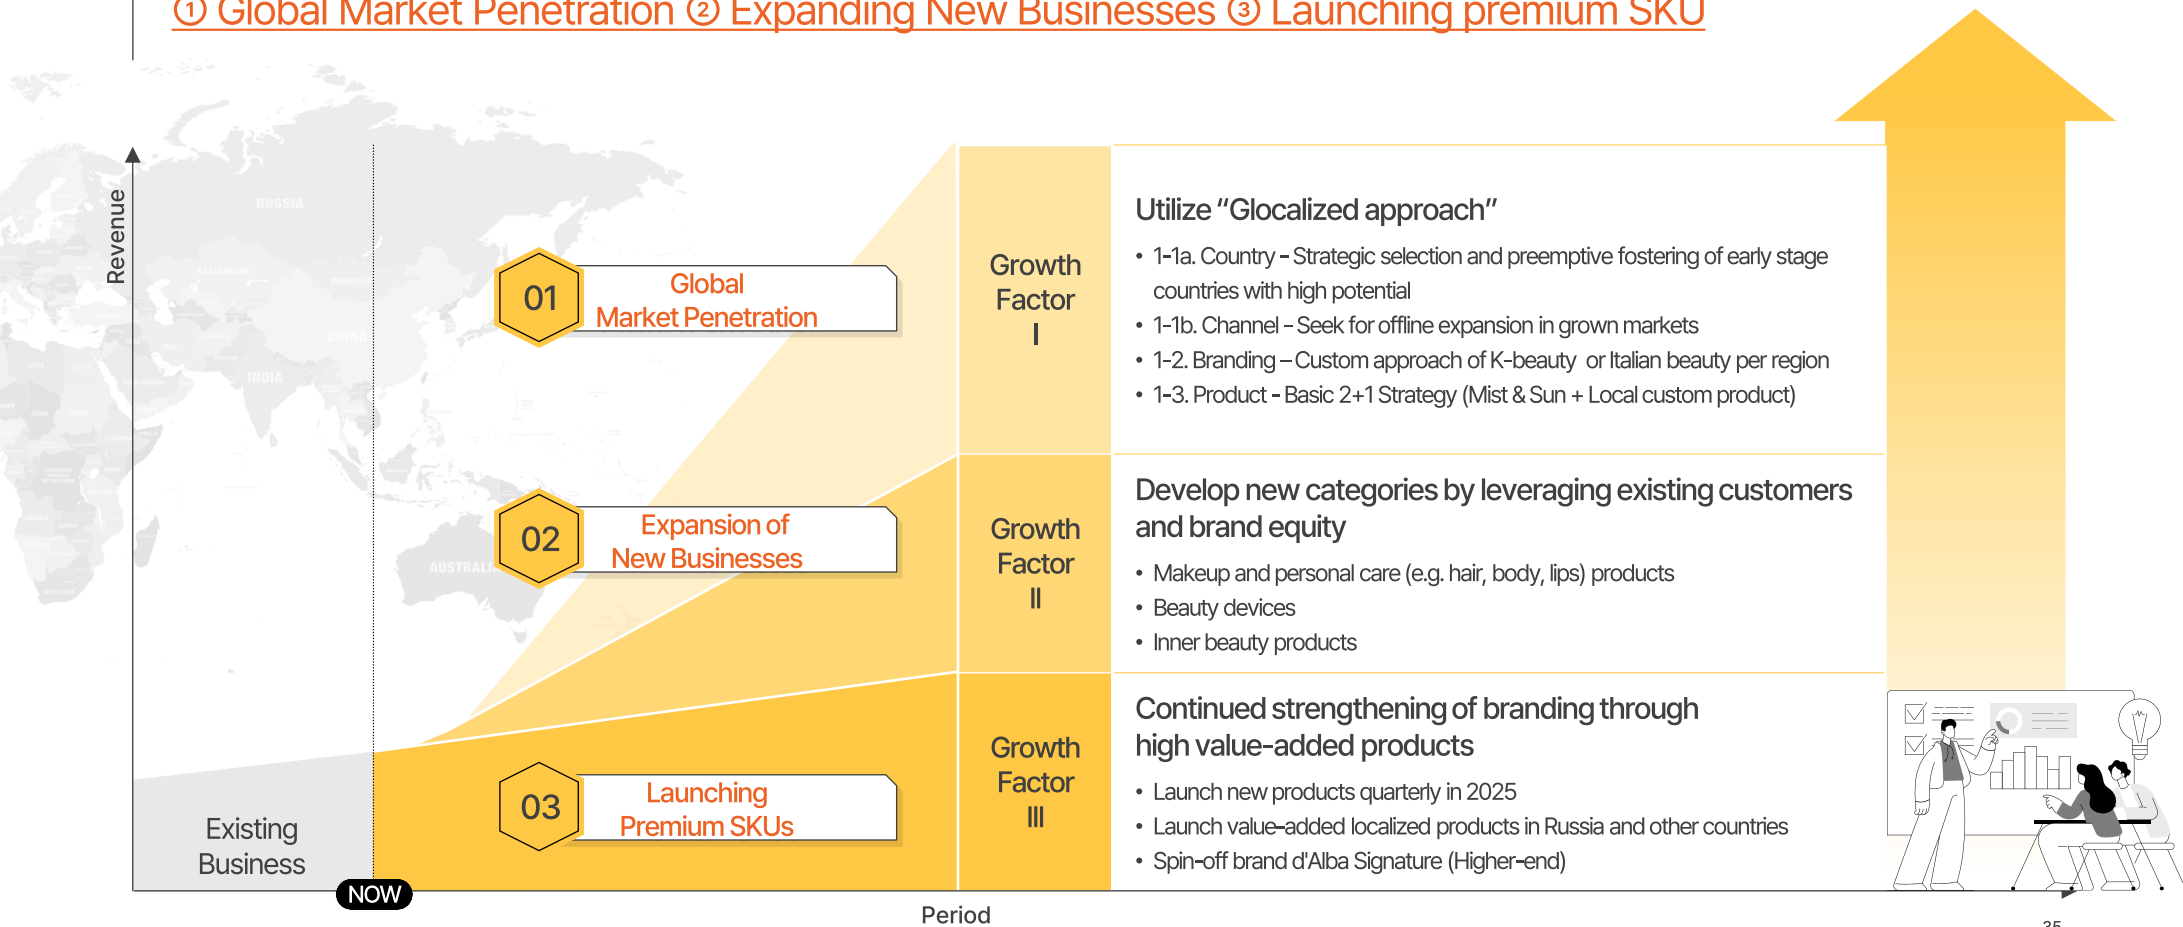 ① Global Market Penetration ② Expanding New Businesses ③ Launching premium SKU
Revenue
RUSSIA
CHINA
INDIA
AUSTRALIA
01
Global
Market Penetration
02
Expansion of
New Businesses
03
Launching
Premium SKUs
Existing
Business
NOW
Period
Growth
Factor
I
Utilize “Glocalized approach”
• 1-1a. Country - Strategic selection and preemptive fostering of early stage
countries with high potential
• 1-1b. Channel - Seek for offline expansion in grown markets
• 1-2. Branding – Custom approach of K-beauty  or Italian beauty per region
• 1-3. Product - Basic 2+1 Strategy (Mist & Sun + Local custom product)
Growth
Factor
II
Develop new categories by leveraging existing customers
and brand equity
• Makeup and personal care (e.g. hair, body, lips) products
• Beauty devices
• Inner beauty products
Growth
Factor
III
Continued strengthening of branding through
high value-added products
• Launch new products quarterly in 2025
• Launch value-added localized products in Russia and other countries
• Spin-off brand d'Alba Signature (Higher-end)
35